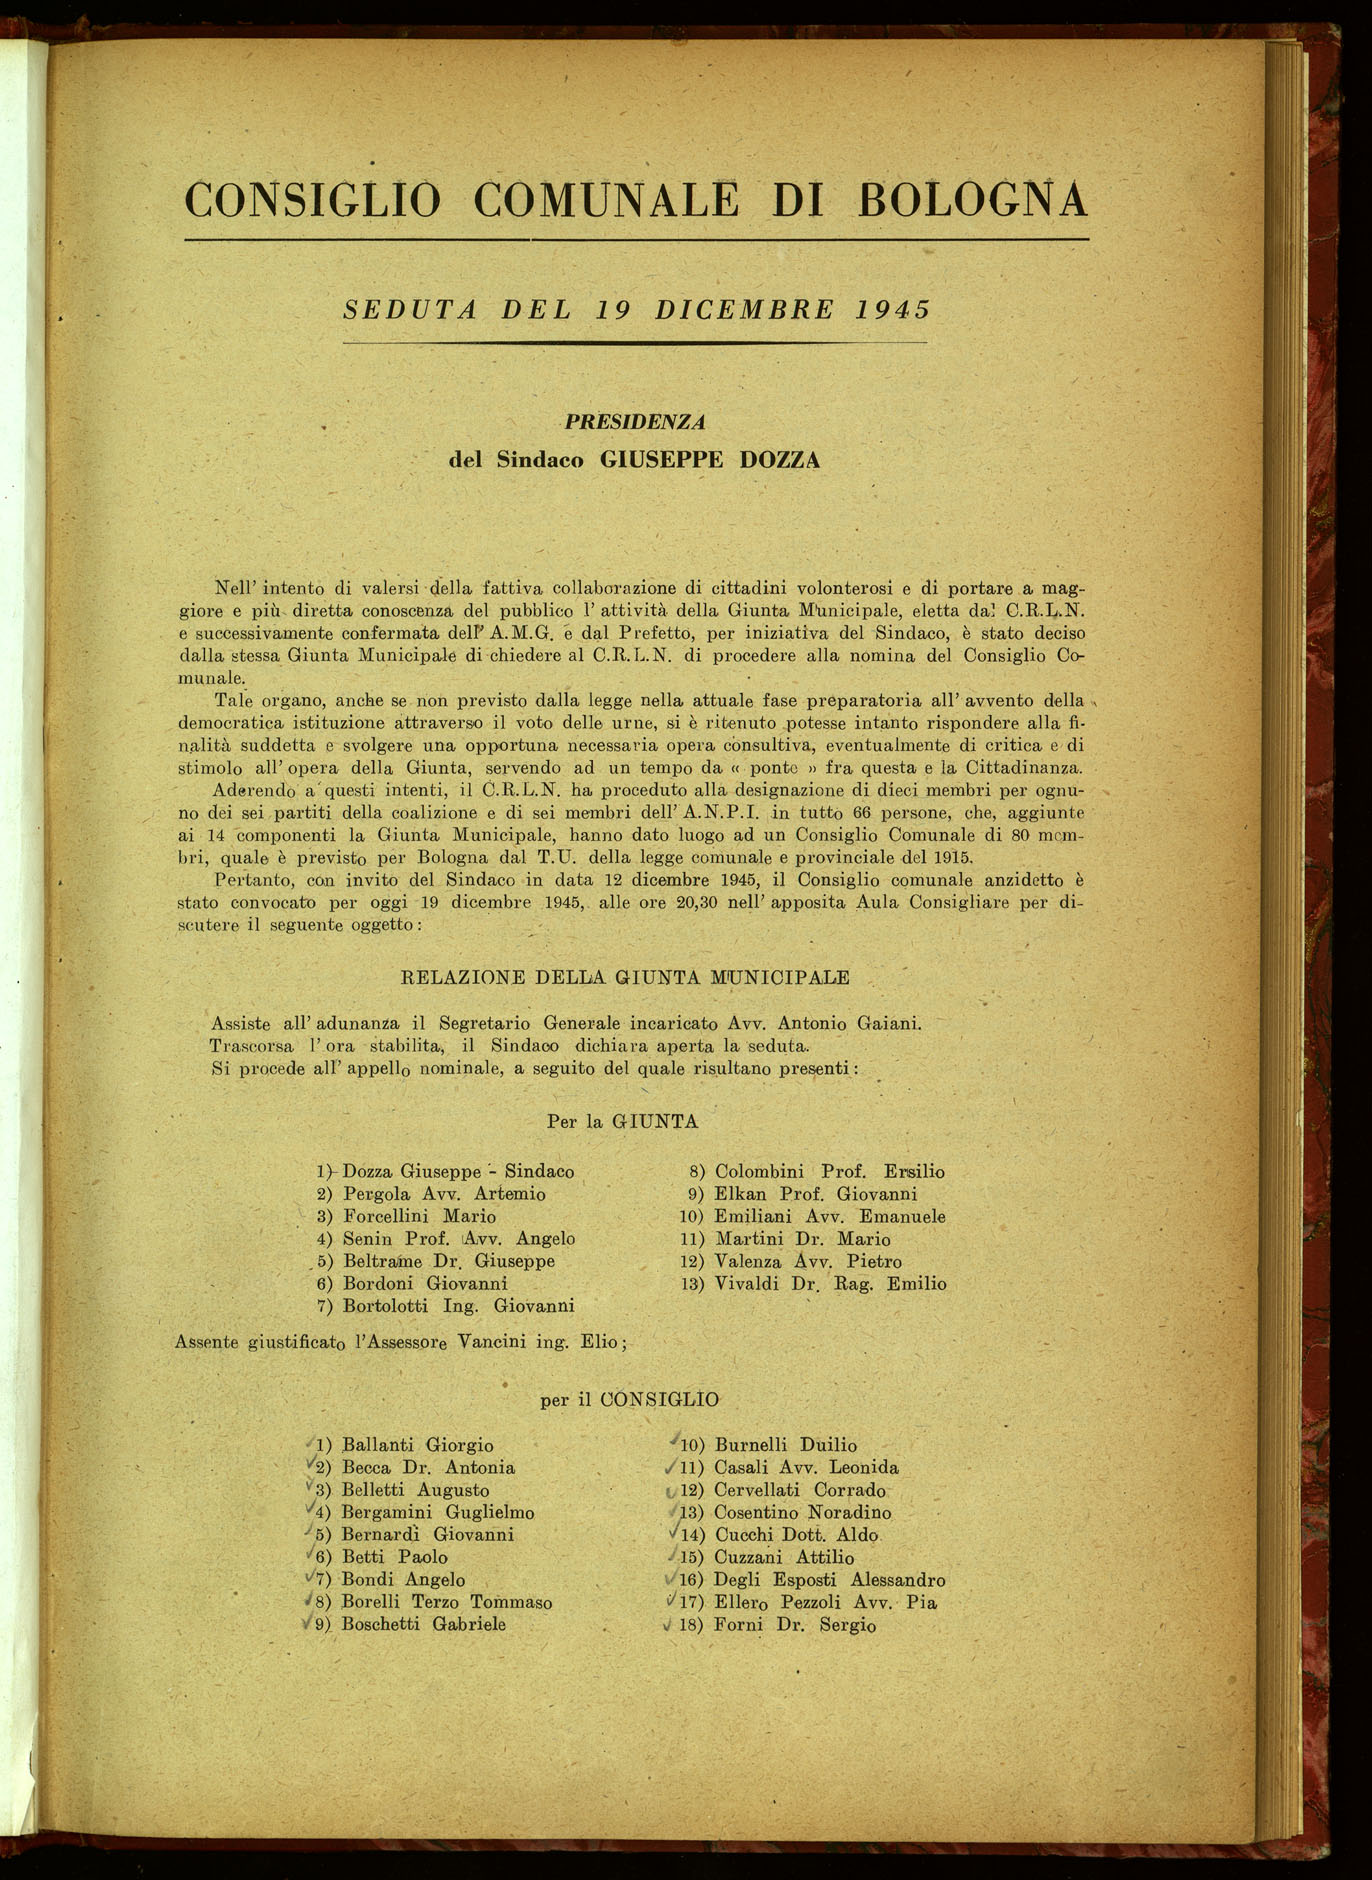 CONSIGLIO COMUNALE DI BOLOGNA
SEDUTA DEL 19 DICEMBRE 1945
PRESIDENZA
del Sindaco GIUSEPPE DOZZA
Nell' intento di valersi della fattiva collaborazione di cittadini volonterosi e di portare a mag-
giore e più diretta conoscenza del pubblico l' attività della Giunta Municipale, eletta dal C.R.L.N.
e successivamente confermata dell' A.M.G. e dal Prefetto, per iniziativa del Sindaco, è stato deciso
dalla stessa Giunta Municipale di chiedere al C.R.L.N. di procedere alla nomina del Consiglio Co-
munale.
Tale organo, anche se non previsto dalla legge nella attuale fase preparatoria all' avvento della
democratica istituzione attraverso il voto delle urne, si è ritenuto potesse intanto rispondere alla fi-
nalità suddetta e svolgere una opportuna necessaria opera consultiva, eventualmente di critica e di
stimolo all' opera della Giunta, servendo ad un tempo da « ponte » fra questa e la Cittadinanza.
Aderendo a questi intenti, il C.R.L.N. ha proceduto alla designazione di dieci membri per ognu-
no dei sei partiti della coalizione e di sei membri dell' A.N.P.I. in tutto 66 persone, che, aggiunte
ai 14 componenti la Giunta Municipale, hanno dato luogo ad un Consiglio Comunale di 80 mem-
bri, quale è previsto per Bologna dal T.U. della legge comunale e provinciale del 1915.
Pertanto, con invito del Sindaco in data 12 dicembre 1945, il Consiglio comunale anzidetto è
stato convocato per oggi 19 dicembre 1945, alle ore 20,30 nell' apposita Aula Consigliare per di-
scutere il seguente oggetto :
RELAZIONE DELLA GIUNTA MUNICIPALE
Assiste all' adunanza il Segretario Generale incaricato Avv. Antonio Gaiani.
Trascorsa l' ora stabilita, il Sindaco dichiara aperta la seduta.
Si procede all' appello nominale, a seguito del quale risultano presenti :
Per la GIUNTA
1) Dozza Giuseppe - Sindaco
2) Pergola Avv. Artemio
3) Forcellini Mario
4) Senin Prof. Avv. Angelo
5) Beltrame Dr. Giuseppe
6) Bordoni Giovanni
7) Bortolotti Ing. Giovanni
8) Colombini Prof. Ersilio
9) Elkan Prof. Giovanni
10) Emiliani Avv. Emanuele
11) Martini Dr. Mario
12) Valenza Avv. Pietro
13) Vivaldi Dr. Rag. Emilio
Assente giustificato l'Assessore Vancini ing. Elio ;
per il CONSIGLIO
1) Ballanti Giorgio
2) Becca Dr. Antonia
3) Belletti Augusto
4) Bergamini Guglielmo
5) Bernardi Giovanni
6) Betti Paolo
7) Bondi Angelo
8) Borelli Terzo Tommaso
9) Boschetti Gabriele
10) Burnelli Duilio
11) Casali Avv. Leonida
12) Cervellati Corrado
13) Cosentino Noradino
14) Cucchi Dott. Aldo
15) Cuzzani Attilio
16) Degli Esposti Alessandro
17) Ellero Pezzoli Avv. Pia
18) Forni Dr. Sergio